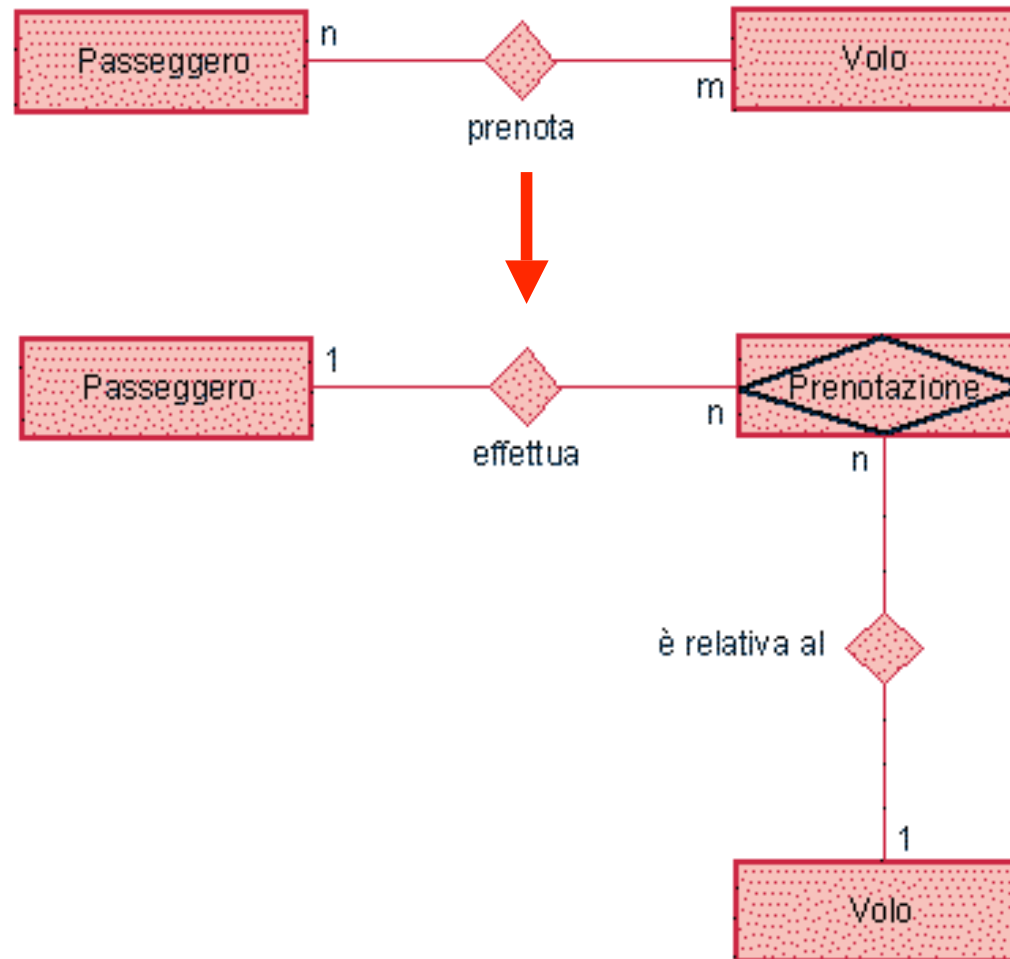 Passeggero
n
prenota
m
Volo
Passeggero
1
effettua
n
Prenotazione
n
è relativa al
1
Volo